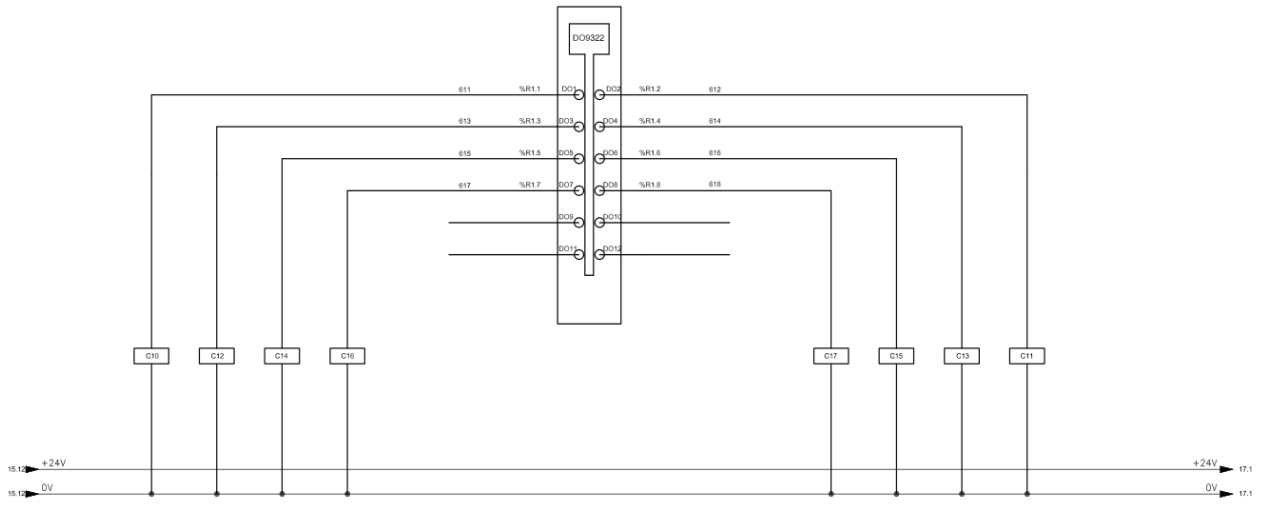 DO9322
611 %R1.1 DO1 DO2 %R1.2 612
613 %R1.3 DO3 DO4 %R1.4 614
615 %R1.5 DO5 DO6 %R1.6 616
617 %R1.7 DO7 DO8 %R1.8 618
DO9 DO10
DO11 DO12
C10 C12 C14 C16 C17 C15 C13 C11
15.12 +24V +24V 17.1
15.12 0V 0V 17.1